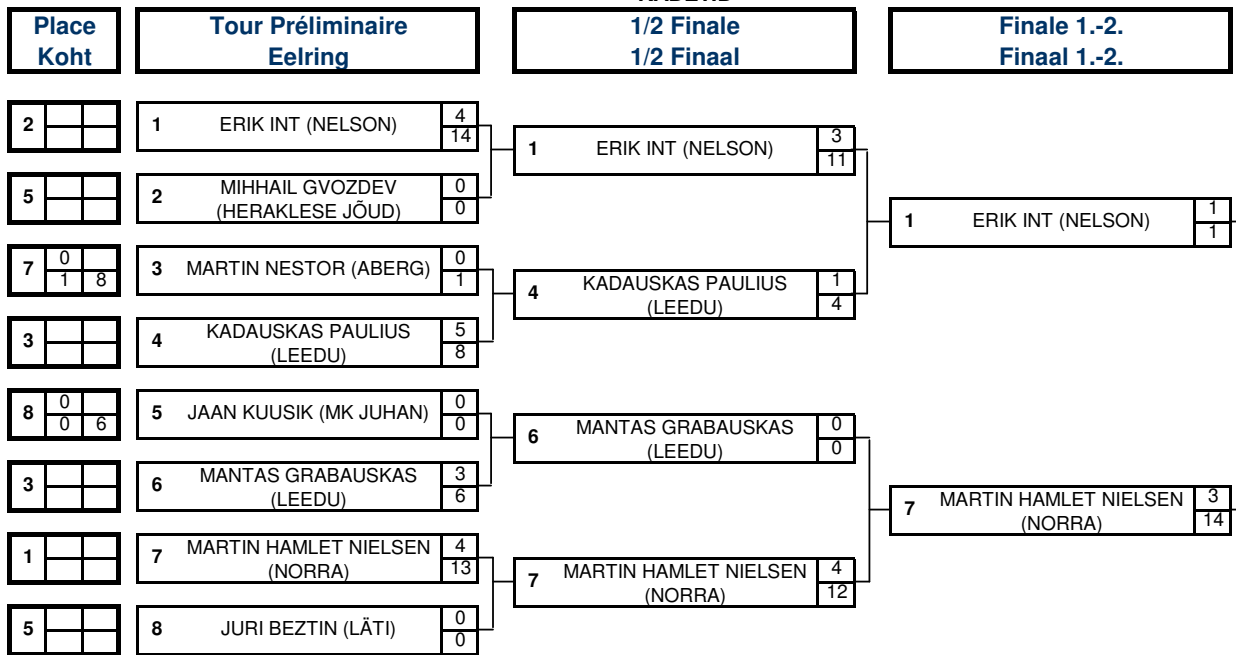 Place
Koht
Tour Préliminaire
Eelring
1/2 Finale
1/2 Finaal
Finale 1.-2.
Finaal 1.-2.
2
1 ERIK INT (NELSON) 4
14
5
2 MIHHAIL GVOZDEV 0
(HERAKLESE JÕUD) 0
1 ERIK INT (NELSON) 3
11
7 0
1 8
3 MARTIN NESTOR (ABERG) 0
1
3
4 KADAUSKAS PAULIUS 5
(LEEDU) 8
4 KADAUSKAS PAULIUS 1
(LEEDU) 4
1 ERIK INT (NELSON) 1
1
8 0
0 6
5 JAAN KUUSIK (MK JUHAN) 0
0
3
6 MANTAS GRABAUSKAS 3
(LEEDU) 6
6 MANTAS GRABAUSKAS 0
(LEEDU) 0
1
7 MARTIN HAMLET NIELSEN 4
(NORRA) 13
5
8 JURI BEZTIN (LÄTI) 0
0
7 MARTIN HAMLET NIELSEN 4
(NORRA) 12
7 MARTIN HAMLET NIELSEN 3
(NORRA) 14